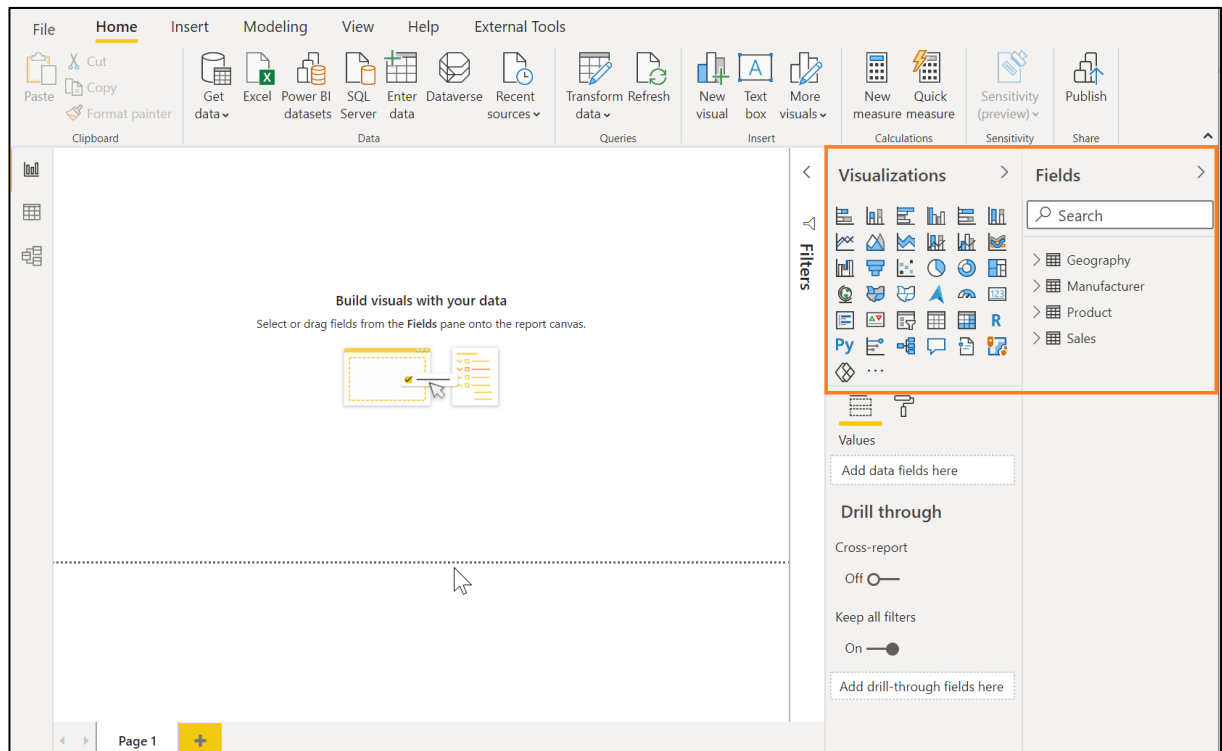 File Home Insert Modeling View Help External Tools
Paste
Cut
Copy
Format painter
Clipboard
Get data
Excel
Power BI datasets
SQL Server
Enter data
Dataverse
Recent sources
Data
Transform data
Refresh
Queries
New visual
Text box
More visuals
Insert
New measure
Quick measure
Calculations
Sensitivity (preview)
Sensitivity
Publish
Share
Build visuals with your data
Select or drag fields from the Fields pane onto the report canvas.
Filters
Visualizations
123
R
Py
Values
Add data fields here
Drill through
Cross-report
Off
Keep all filters
On
Add drill-through fields here
Fields
Search
Geography
Manufacturer
Product
Sales
Page 1